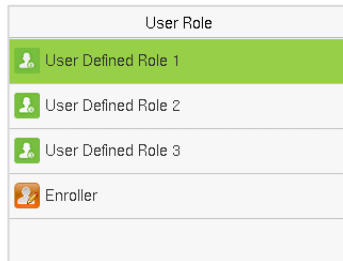 User Role
User Defined Role 1
User Defined Role 2
User Defined Role 3
Enroller